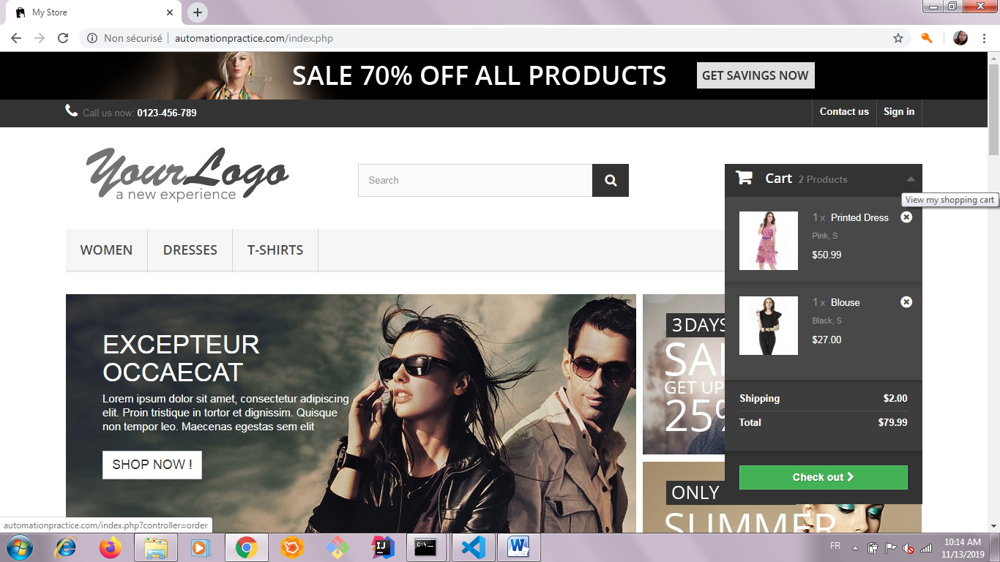 My Store
Non sécurisé
automationpractice.com/index.php
SALE 70% OFF ALL PRODUCTS
GET SAVINGS NOW
Call us now: 0123-456-789
Contact us
Sign in
YourLogo
a new experience
Search
Cart 2 Products
View my shopping cart
1 x Printed Dress
Pink, S
$50.99
WOMEN
DRESSES
T-SHIRTS
1 x Blouse
Black, S
$27.00
EXCEPTEUR
OCCAECAT
Lorem ipsum dolor sit amet, consectetur adipiscing
elit. Proin tristique in tortor et dignissim. Quisque
non tempor leo. Maecenas egestas sem elit
SHOP NOW !
3 DAYS
SAL
GET UP
25%
Shipping $2.00
Total $79.99
Check out
ONLY
SUMMER
automationpractice.com/index.php?controller=order
C:\_
IJ
W
FR
10:14 AM
11/13/2019